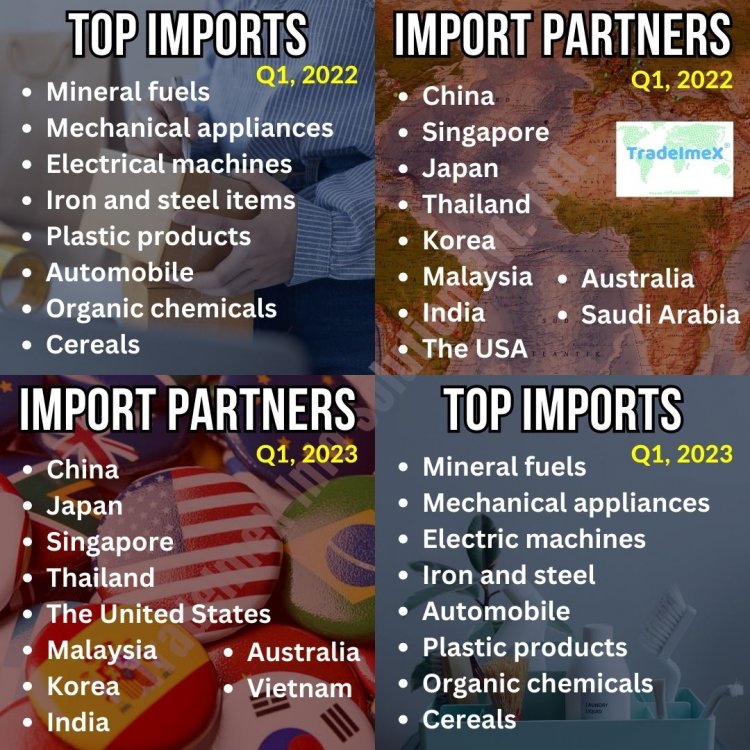 TOP IMPORTS
Q1, 2022
• Mineral fuels
• Mechanical appliances
• Electrical machines
• Iron and steel items
• Plastic products
• Automobile
• Organic chemicals
• Cereals
IMPORT PARTNERS
Q1, 2022
• China
• Singapore
• Japan
• Thailand
• Korea
• Malaysia
• India
• The USA
• Australia
• Saudi Arabia
TradeImeX®
IMPORT PARTNERS
Q1, 2023
• China
• Japan
• Singapore
• Thailand
• The United States
• Malaysia
• Korea
• India
• Australia
• Vietnam
TOP IMPORTS
Q1, 2023
• Mineral fuels
• Mechanical appliances
• Electric machines
• Iron and steel
• Automobile
• Plastic products
• Organic chemicals
• Cereals